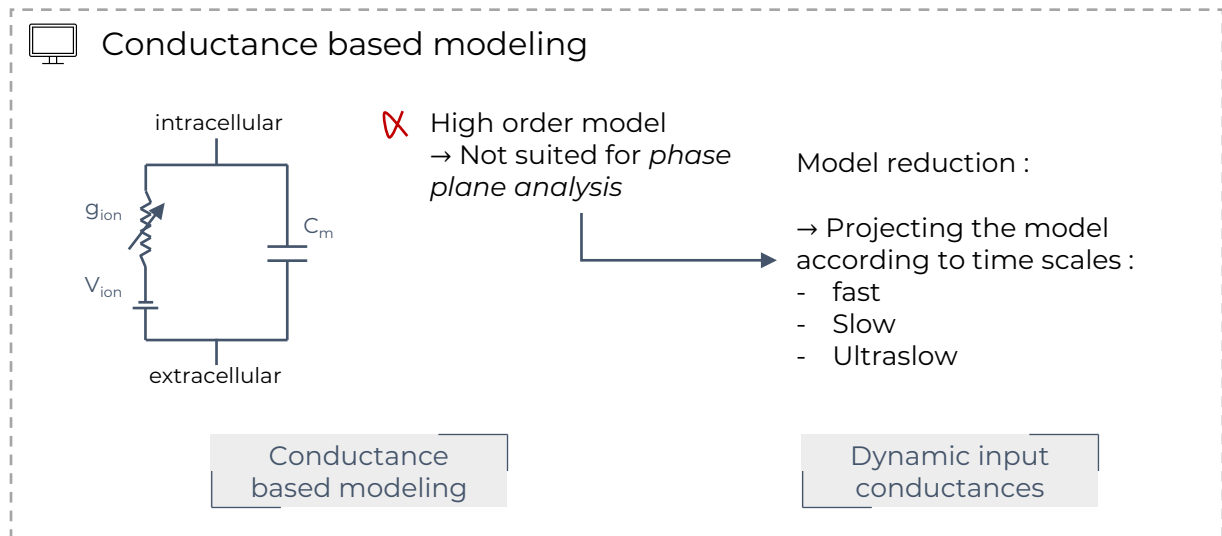 Conductance based modeling
intracellular
g_ion
V_ion
C_m
extracellular
High order model
→ Not suited for phase
plane analysis
Model reduction :
→ Projecting the model
according to time scales :
- fast
- Slow
- Ultraslow
Conductance
based modeling
Dynamic input
conductances